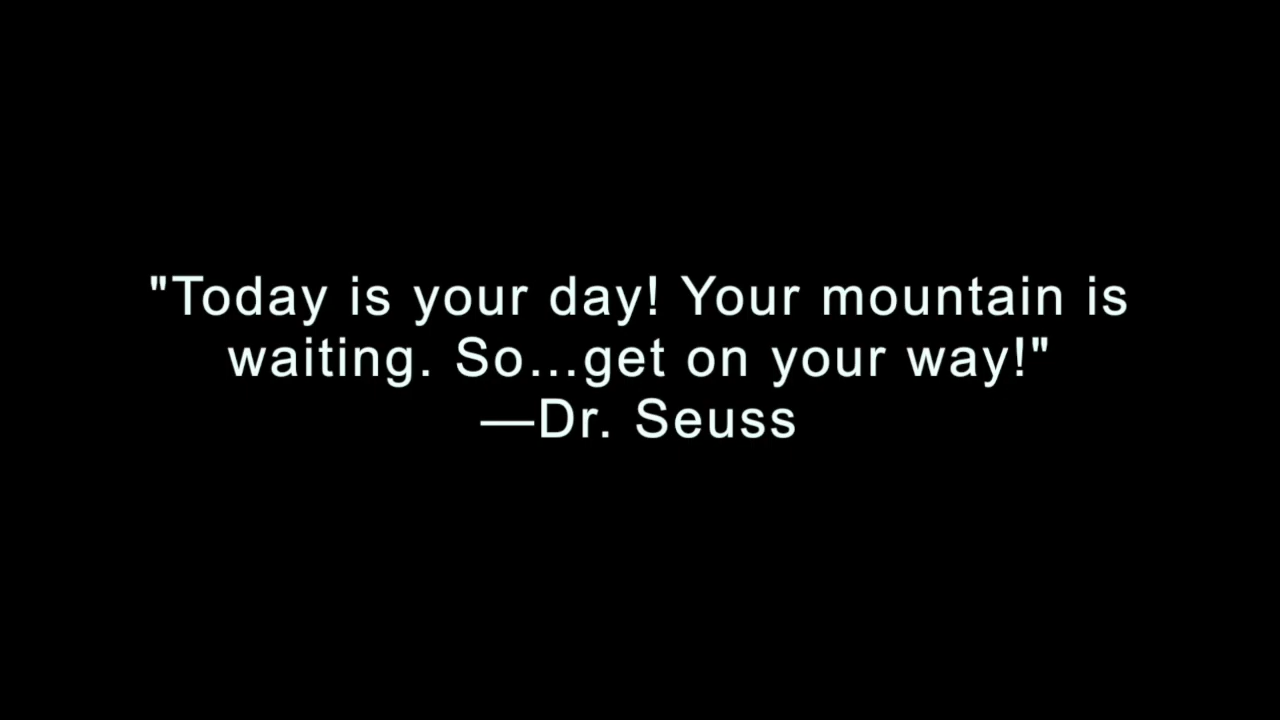 "Today is your day! Your mountain is
waiting. So...get on your way!"
—Dr. Seuss